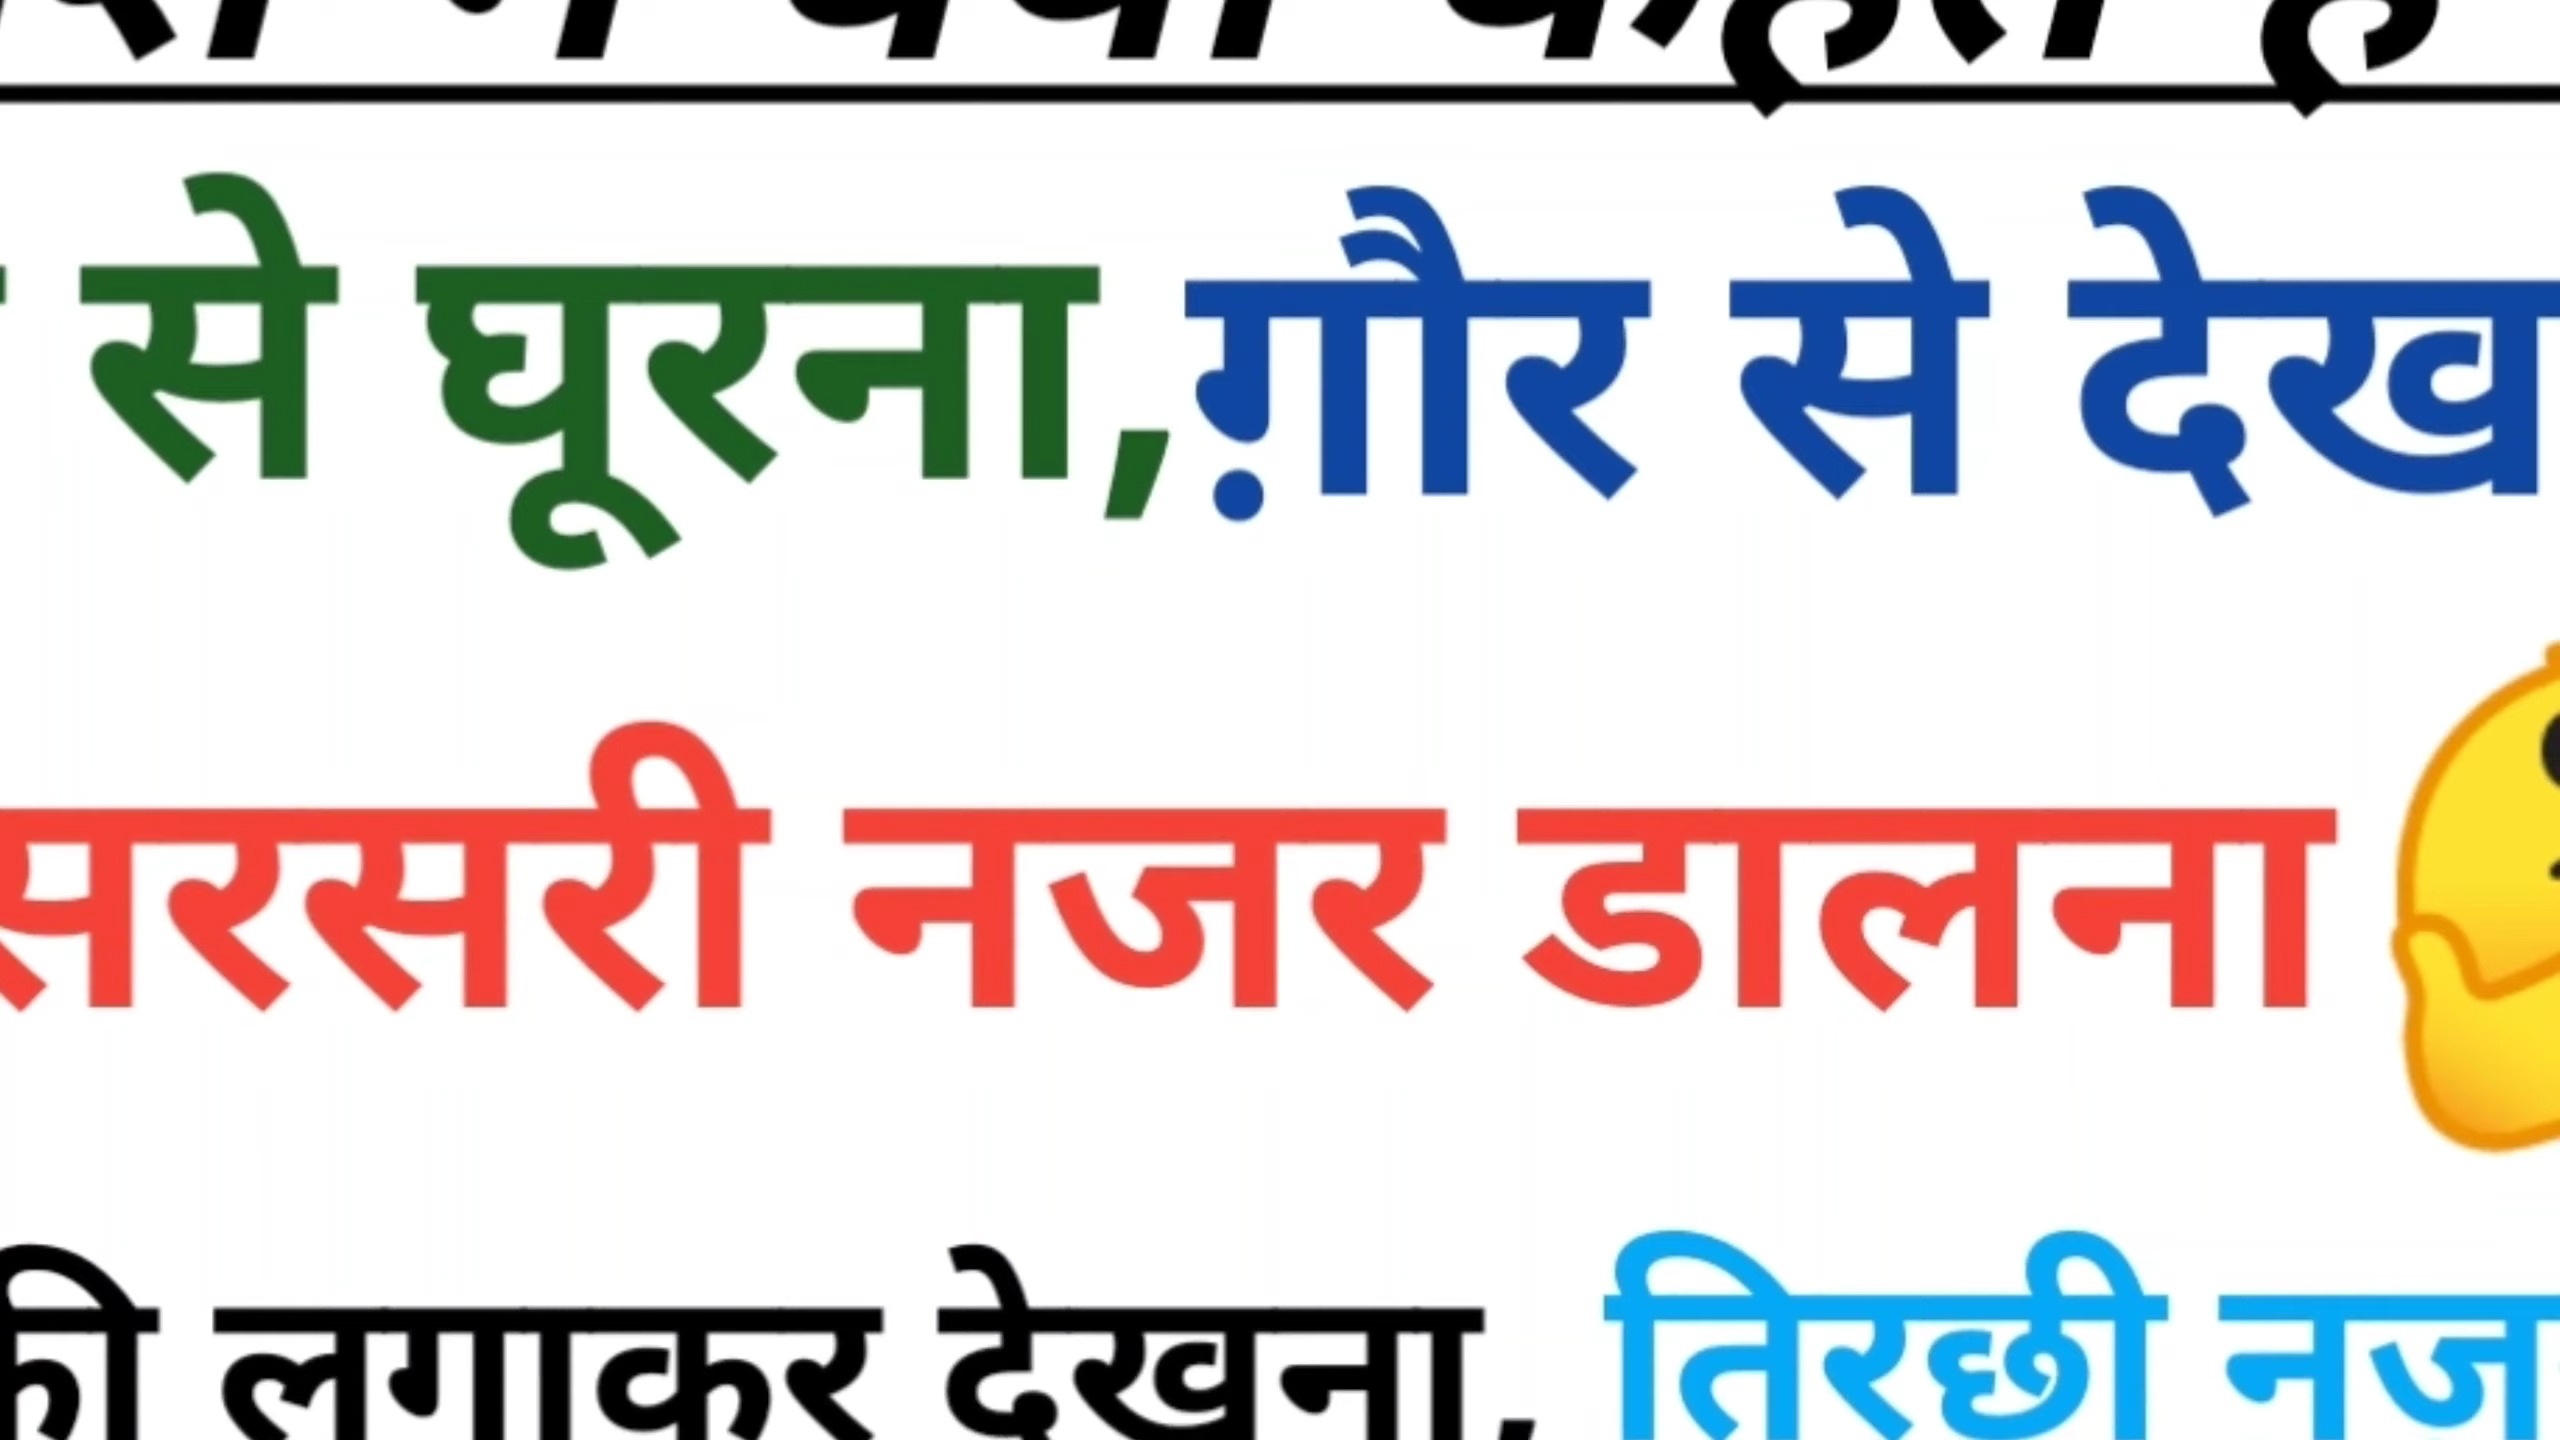 से घूरना, ग़ौर से देख
सरसरी नजर डालना
की लगाकर देखना, तिरछी नज